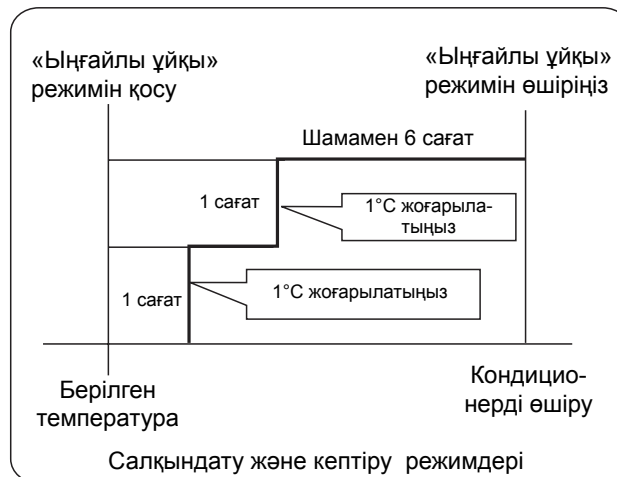 «Ыңғайлы ұйқы»
режимін қосу
«Ыңғайлы ұйқы»
режимін өшіріңіз
Шамамен 6 сағат
1 сағат
1°C жоғарыла-
тыңыз
1 сағат
1°C жоғарылатыңыз
Берілген
температура
Кондицио-
нерді өшіру
Салқындату және кептіру режимдері